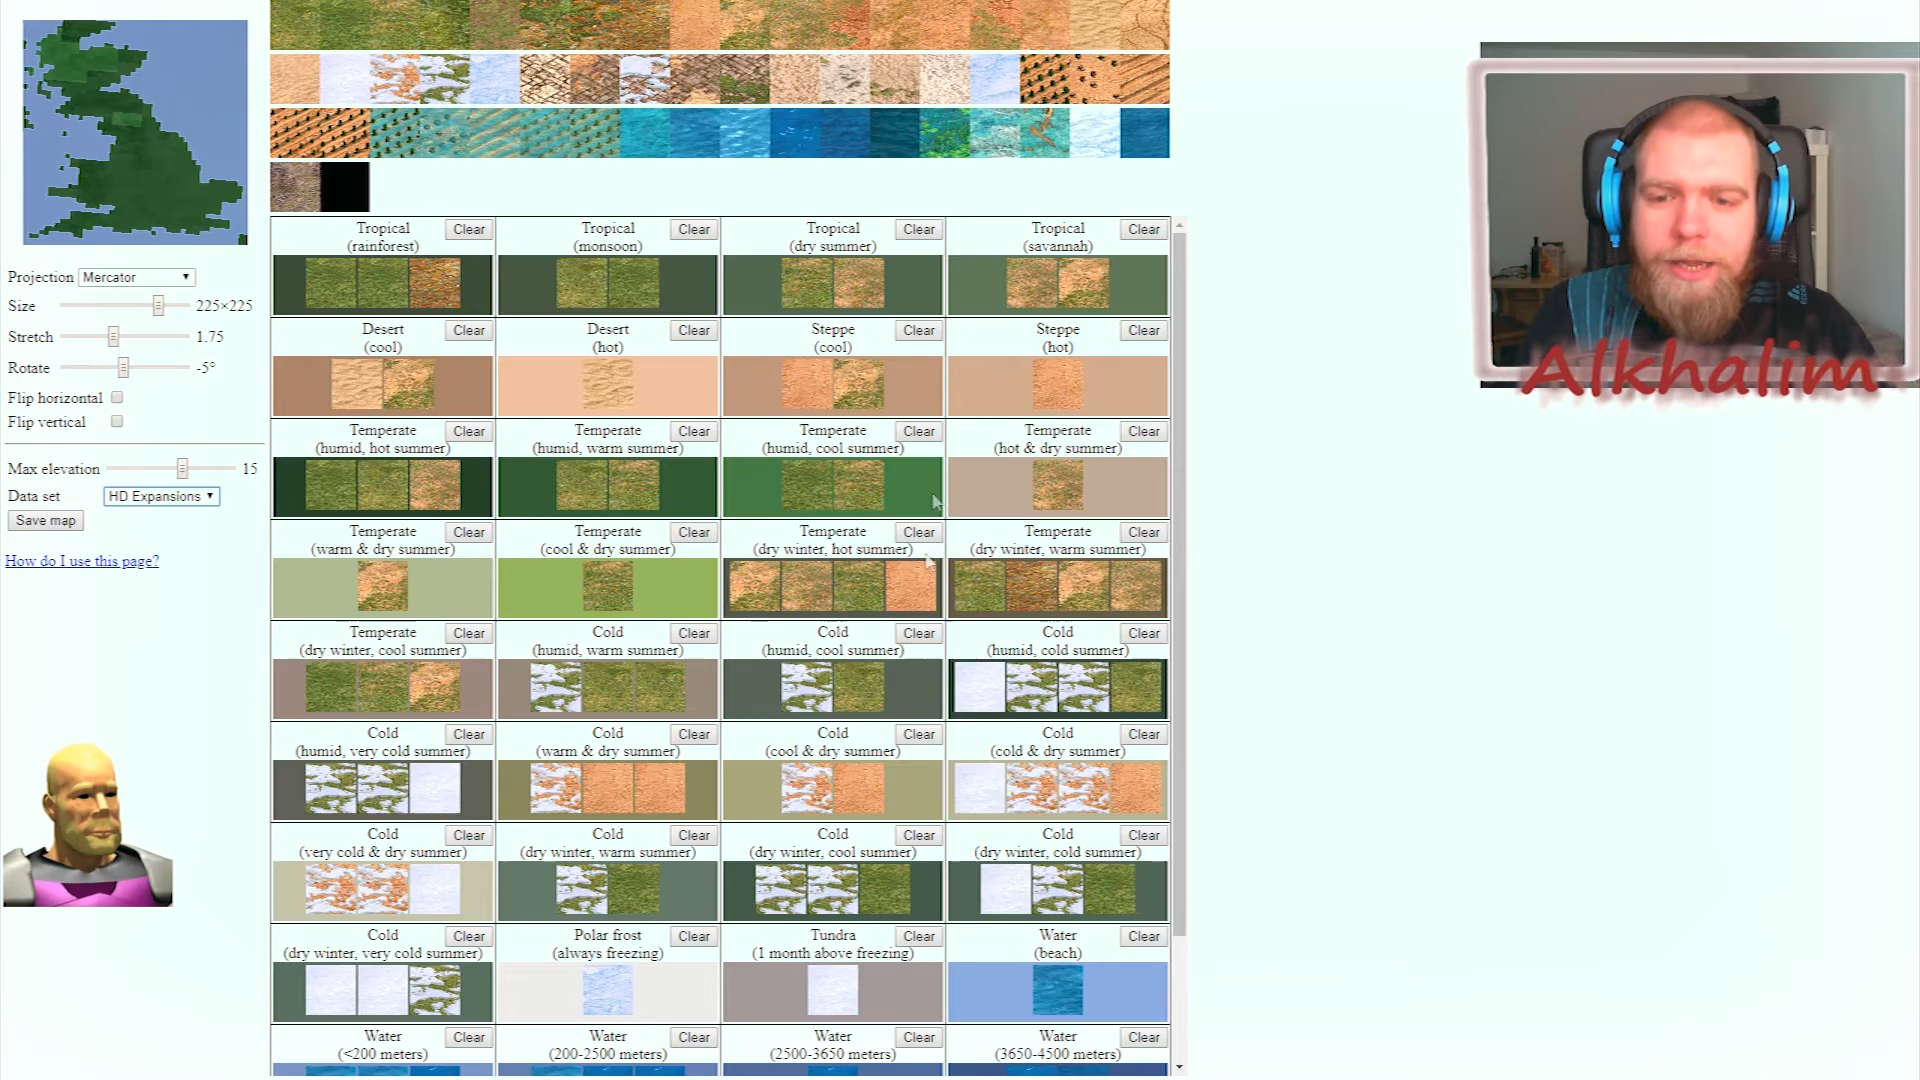 Projection Mercator
Size 225×225
Stretch 1.75
Rotate -5°
Flip horizontal
Flip vertical
Max elevation 15
Data set HD Expansions
Save map
How do I use this page?
Tropical Clear Tropical Clear Tropical Clear Tropical Clear
(rainforest) (monsoon) (dry summer) (savannah)
Desert Clear Desert Clear Steppe Clear Steppe Clear
(cool) (hot) (cool) (hot)
Temperate Clear Temperate Clear Temperate Clear Temperate Clear
(humid, hot summer) (humid, warm summer) (humid, cool summer) (hot & dry summer)
Temperate Clear Temperate Clear Temperate Clear Temperate Clear
(warm & dry summer) (cool & dry summer) (dry winter, hot summer) (dry winter, warm summer)
Temperate Clear Cold Clear Cold Clear Cold Clear
(dry winter, cool summer) (humid, warm summer) (humid, cool summer) (humid, cold summer)
Cold Clear Cold Clear Cold Clear Cold Clear
(humid, very cold summer) (warm & dry summer) (cool & dry summer) (cold & dry summer)
Cold Clear Cold Clear Cold Clear Cold Clear
(very cold & dry summer) (dry winter, warm summer) (dry winter, cool summer) (dry winter, cold summer)
Cold Clear Polar frost Clear Tundra Clear Water Clear
(dry winter, very cold summer) (always freezing) (1 month above freezing) (beach)
Water Clear Water Clear Water Clear Water Clear
(<200 meters) (200-2500 meters) (2500-3650 meters) (3650-4500 meters)
Alkhalim